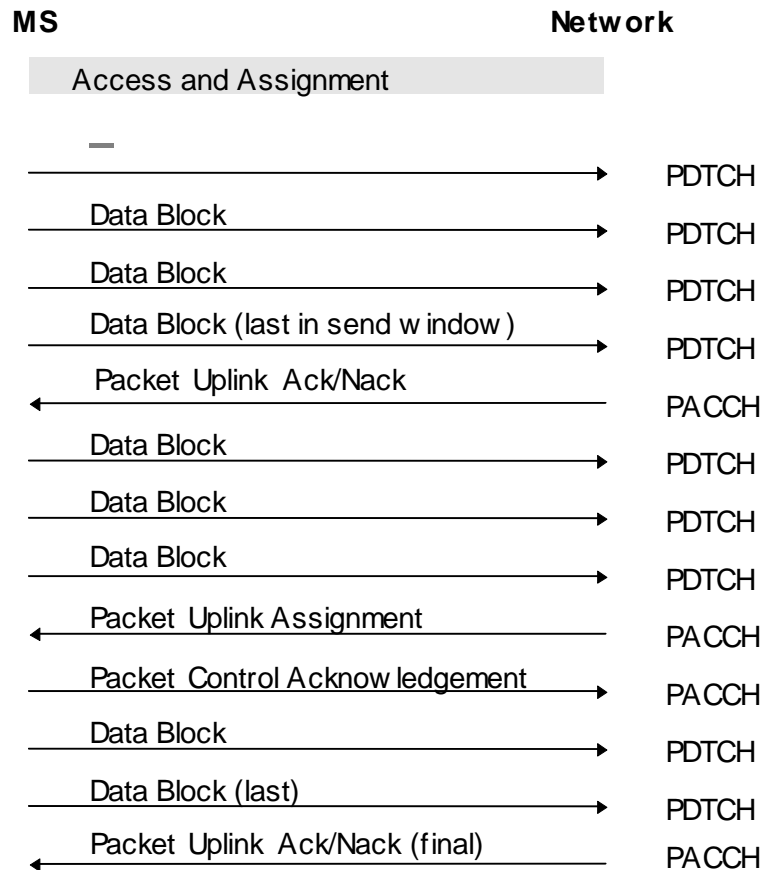 MS Network
Access and Assignment
PDTCH
Data Block PDTCH
Data Block PDTCH
Data Block (last in send window) PDTCH
Packet Uplink Ack/Nack PACCH
Data Block PDTCH
Data Block PDTCH
Data Block PDTCH
Packet Uplink Assignment PACCH
Packet Control Acknowledgement PACCH
Data Block PDTCH
Data Block (last) PDTCH
Packet Uplink Ack/Nack (final) PACCH